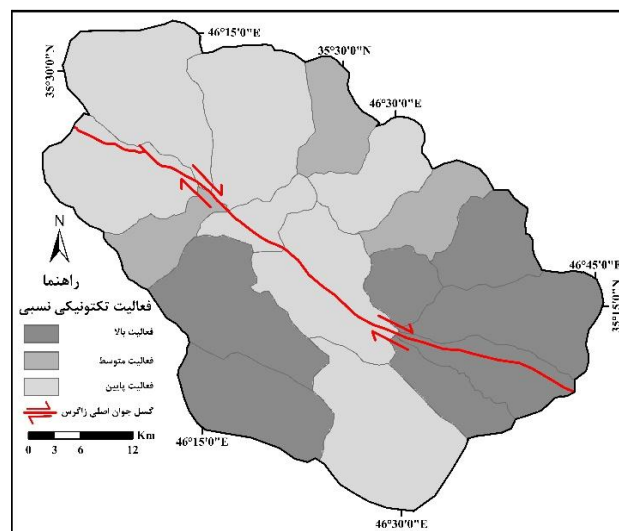 46°15'0"E
35°30'0"N
35°30'0"N
46°30'0"E
46°45'0"E
35°15'0"N
N
راهنما
فعالیت تکتونیکی نسبی
فعالیت بالا
فعالیت متوسط
فعالیت پایین
گسل جوان اصلی زاگرس
Km
0 3 6 12
46°15'0"E
46°30'0"E